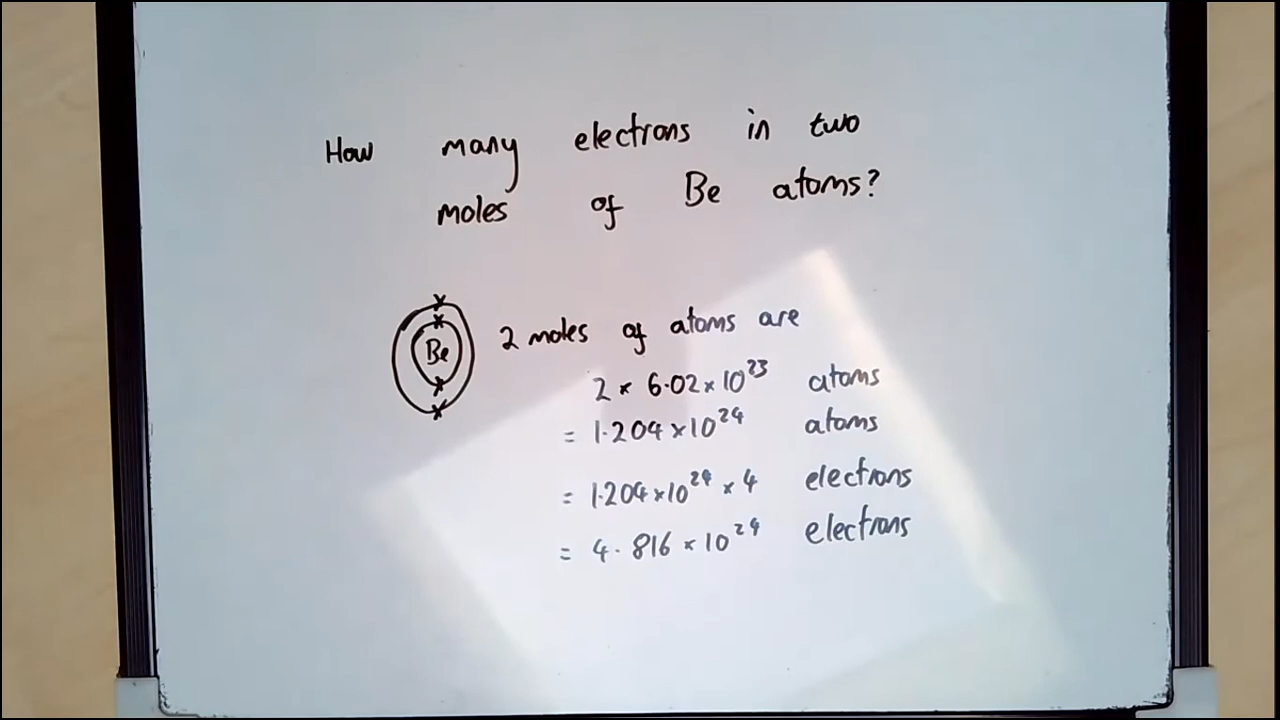 How many electrons in two
moles of Be atoms?
Be
2 moles of atoms are
2 × 6.02 × 10²³ atoms
= 1.204 × 10²⁴ atoms
= 1.204 × 10²⁴ × 4 electrons
= 4.816 × 10²⁴ electrons